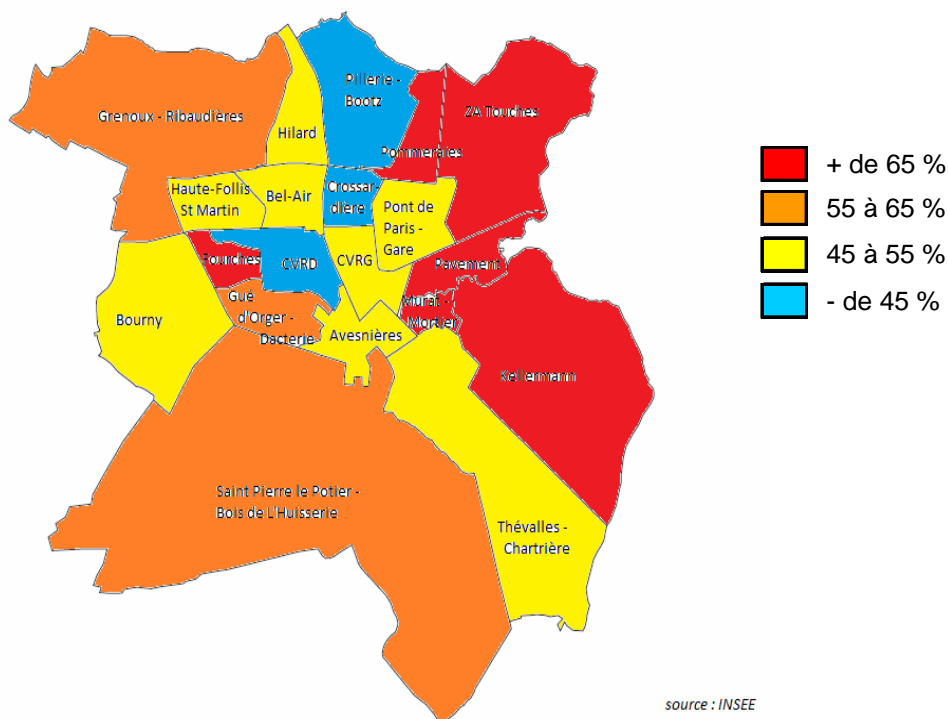 Grenoux - Ribaudières
Hilard
Pillerie -
Bootz
ZA Touches
Pommeraies
Haute-Follis
St Martin
Bel-Air
Crossar-
dière
Pont de
Paris -
Gare
Fourches
CVRD
CVRG
Pavement
Murat -
Mortier
Bourny
Gué
d'Orger -
Dacterie
Avesnières
Kellermann
Saint Pierre le Potier -
Bois de L'Huisserie
Thévalles -
Chartrière
+ de 65 %
55 à 65 %
45 à 55 %
- de 45 %
source : INSEE